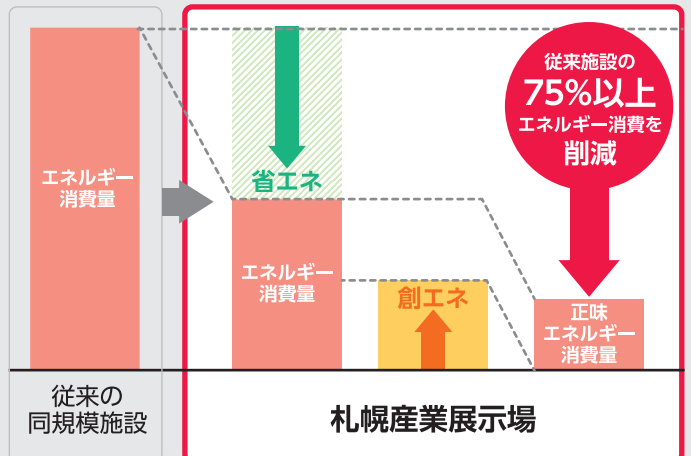 エネルギー
消費量
従来の
同規模施設
省エネ
エネルギー
消費量
創エネ
従来施設の
75%以上
エネルギー消費を
削減
正味
エネルギー
消費量
札幌産業展示場